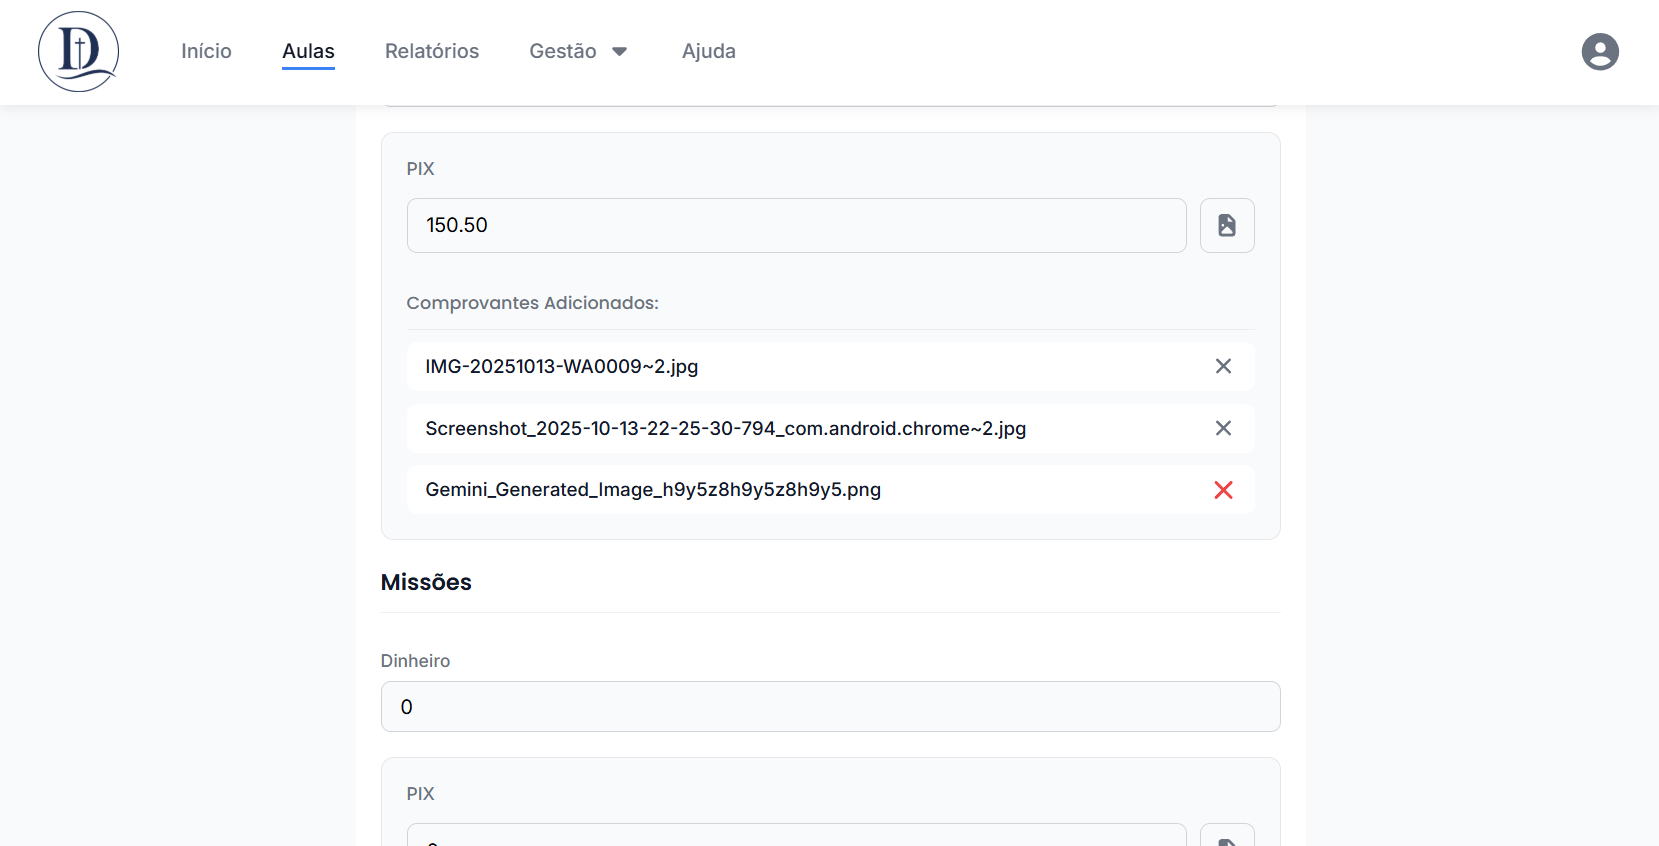 Início
Aulas
Relatórios
Gestão
Ajuda
PIX
150.50
Comprovantes Adicionados:
IMG-20251013-WA0009~2.jpg
Screenshot_2025-10-13-22-25-30-794_com.android.chrome~2.jpg
Gemini_Generated_Image_h9y5z8h9y5z8h9y5.png
Missões
Dinheiro
0
PIX